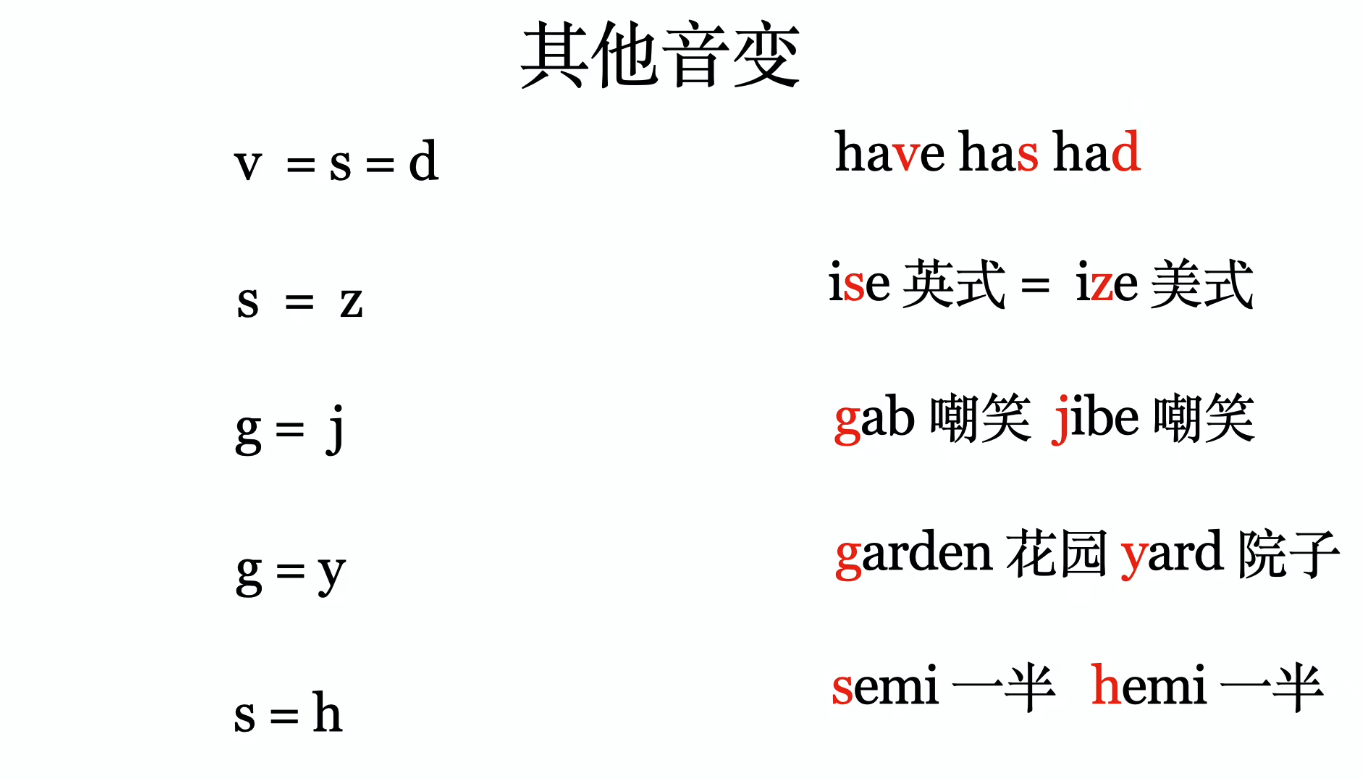 其他音变
v = s = d have has had
s = z ise 英式 = ize 美式
g = j gab 嘲笑 jibe 嘲笑
g = y garden 花园 yard 院子
s = h semi 一半 hemi 一半